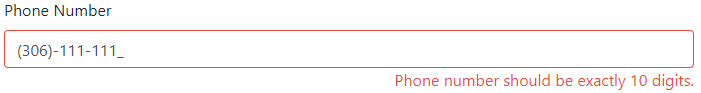 Phone Number
(306)-111-111_
Phone number should be exactly 10 digits.